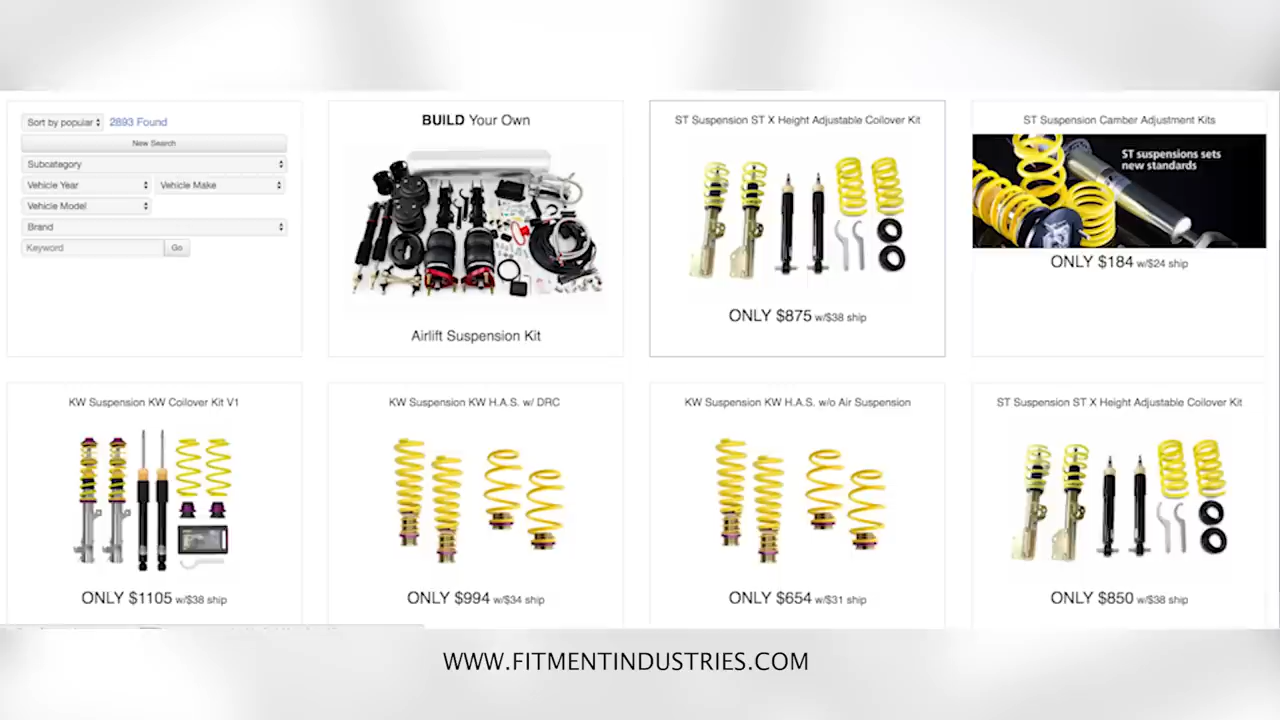 Sort by popular 2893 Found
New Search
Subcategory
Vehicle Year Vehicle Make
Vehicle Model
Brand
Keyword Go
BUILD Your Own
Airlift Suspension Kit
ST Suspension ST X Height Adjustable Coilover Kit
ONLY $875 w/$38 ship
ST Suspension Camber Adjustment Kits
ST suspensions sets
new standards
ONLY $184 w/$24 ship
KW Suspension KW Coilover Kit V1
ONLY $1105 w/$38 ship
KW Suspension KW H.A.S. w/ DRC
ONLY $994 w/$34 ship
KW Suspension KW H.A.S. w/o Air Suspension
ONLY $654 w/$31 ship
ST Suspension ST X Height Adjustable Coilover Kit
ONLY $850 w/$38 ship
WWW.FITMENTINDUSTRIES.COM